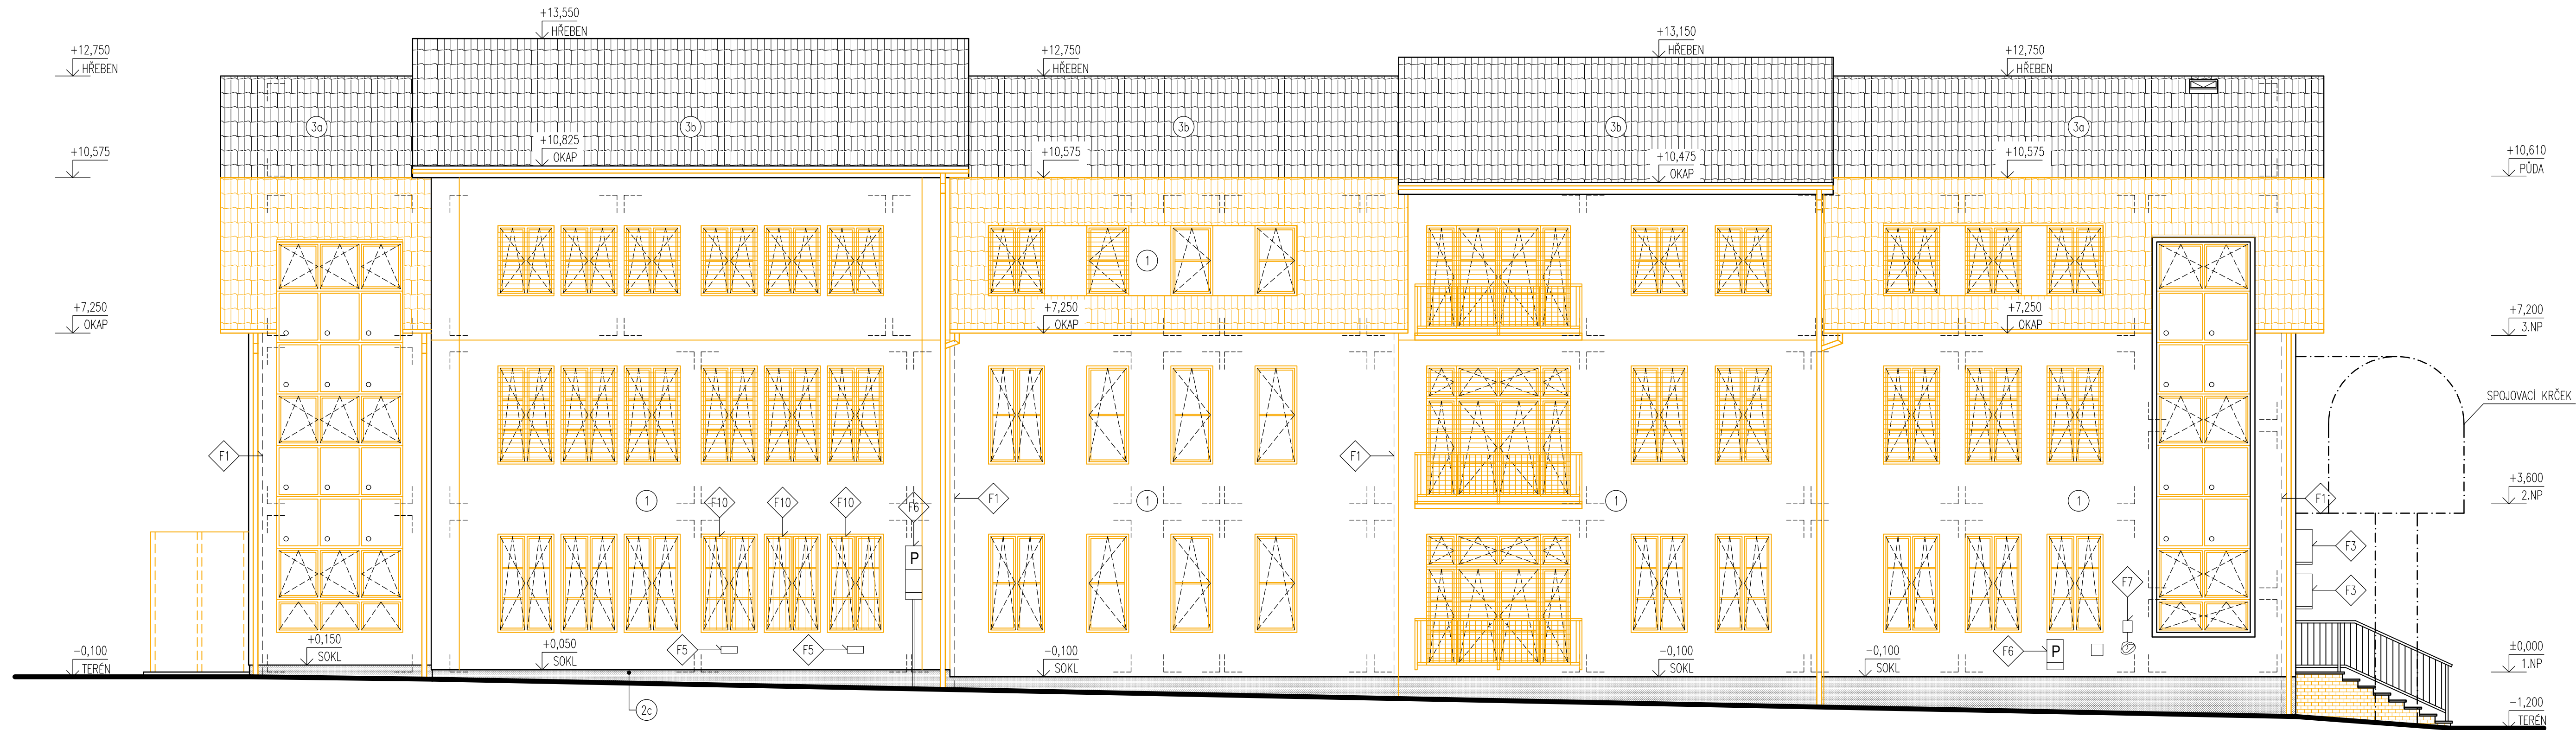 +13,550
HŘEBEN
+13,150
HŘEBEN
+12,750
HŘEBEN
+12,750
HŘEBEN
+12,750
HŘEBEN
3a
3b
3b
3b
3a
+10,825
OKAP
+10,575
+10,575
+10,475
OKAP
+10,575
+10,610
PŮDA
1
+7,250
OKAP
+7,250
OKAP
+7,250
OKAP
+7,200
3.NP
SPOJOVACÍ KRČEK
F1
F1
F1
F1
1
1
1
1
F10
F10
F10
F6
+3,600
2.NP
P
F3
F3
F7
F5
F5
F6
P
+0,150
SOKL
+0,050
SOKL
-0,100
SOKL
-0,100
SOKL
-0,100
SOKL
-0,100
TERÉN
±0,000
1.NP
2c
-1,200
TERÉN